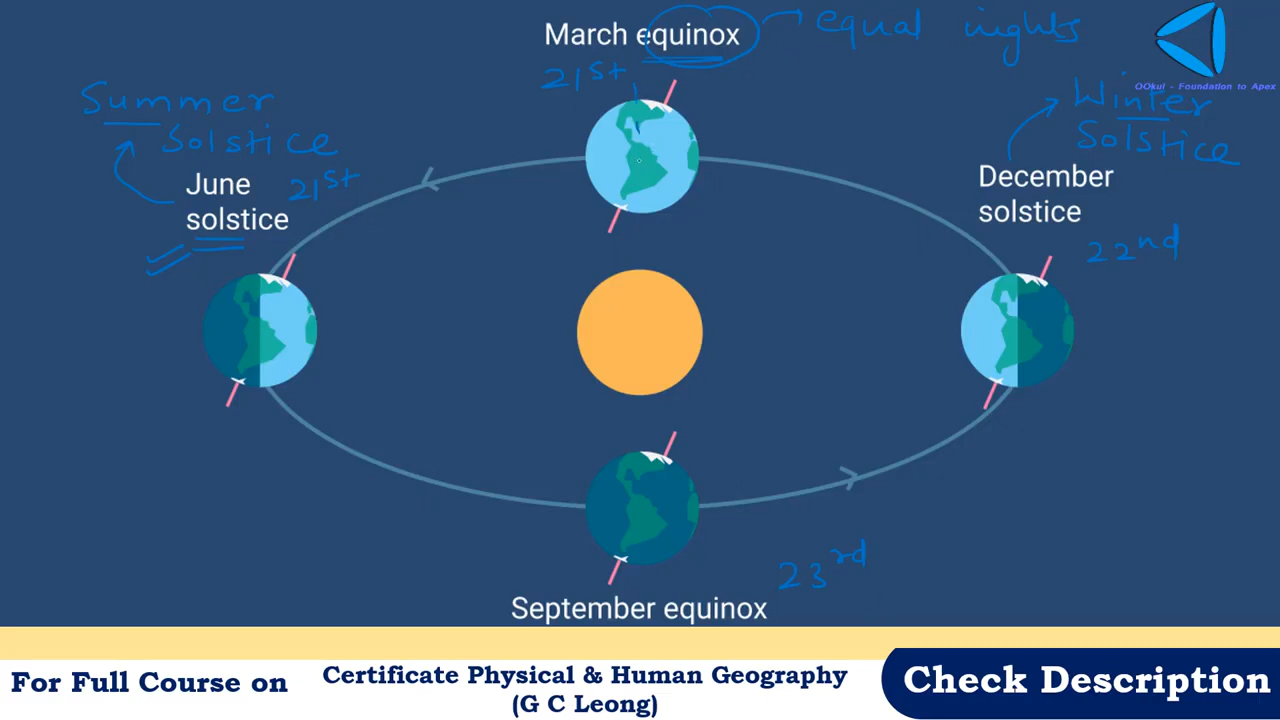 March equinox
equal nights
21st
OOkul - Foundation to Apex
Summer
Solstice
Winter
Solstice
June
solstice
21st
December
solstice
22nd
23rd
September equinox
For Full Course on
Certificate Physical & Human Geography
(G C Leong)
Check Description